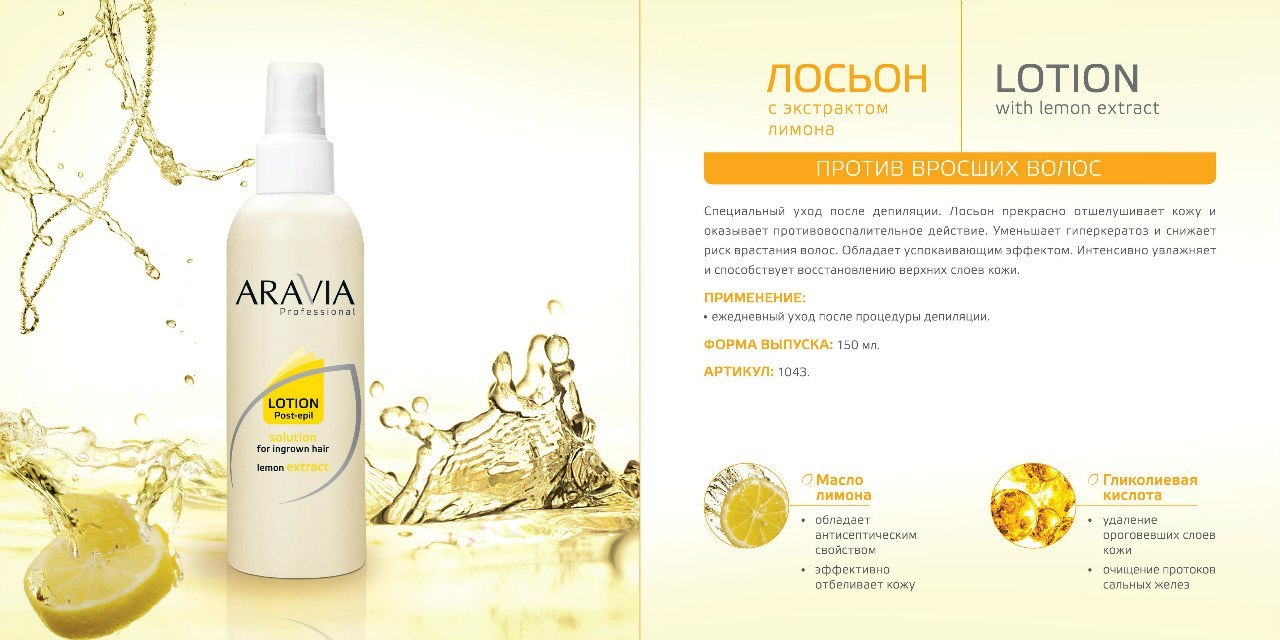 ARAVIA
Professional
LOTION
Post-epil
solution
for ingrown hair
lemon extract
ЛОСЬОН
с экстрактом
лимона
LOTION
with lemon extract
ПРОТИВ ВРОСШИХ ВОЛОС
Специальный уход после депиляции. Лосьон прекрасно отшелушивает кожу и
оказывает противовоспалительное действие. Уменьшает гиперкератоз и снижает
риск врастания волос. Обладает успокаивающим эффектом. Интенсивно увлажняет
и способствует восстановлению верхних слоев кожи.
ПРИМЕНЕНИЕ:
• ежедневный уход после процедуры депиляции.
ФОРМА ВЫПУСКА: 150 мл.
АРТИКУЛ: 1043.
Масло
лимона
• обладает
антисептическим
свойством
• эффективно
отбеливает кожу
Гликолиевая
кислота
• удаление
ороговевших слоев
кожи
• очищение протоков
сальных желез